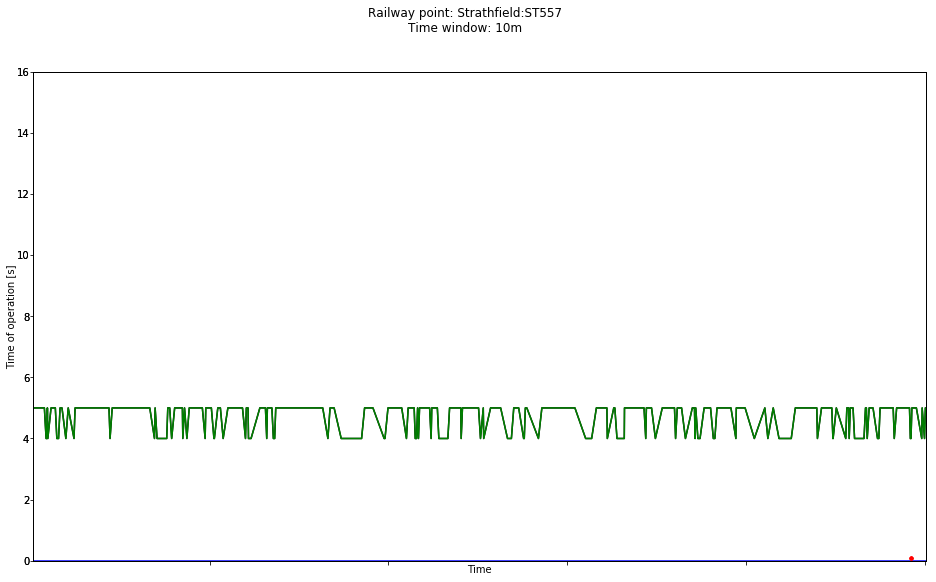 Railway point: Strathfield:ST557
Time window: 10m
16
14
12
10
8
6
4
2
0
Time of operation [s]
Time